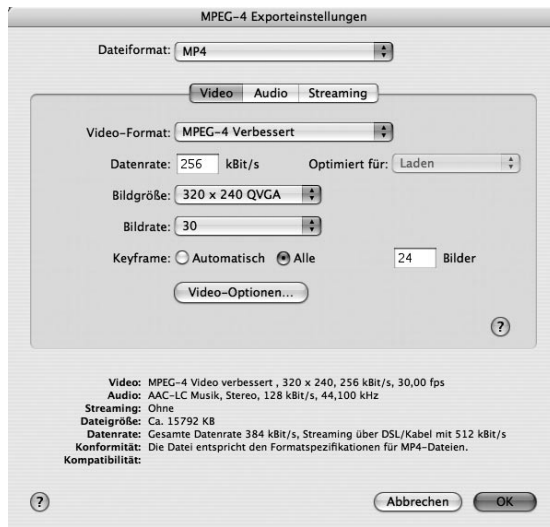 MPEG-4 Exporteinstellungen
Dateiformat: MP4
Video Audio Streaming
Video-Format: MPEG-4 Verbessert
Datenrate: 256 kBit/s Optimiert für: Laden
Bildgröße: 320 x 240 QVGA
Bildrate: 30
Keyframe: Automatisch Alle 24 Bilder
Video-Optionen...
?
Video: MPEG-4 Video verbessert , 320 x 240, 256 kBit/s, 30,00 fps
Audio: AAC-LC Musik, Stereo, 128 kBit/s, 44,100 kHz
Streaming: Ohne
Dateigröße: Ca. 15792 KB
Datenrate: Gesamte Datenrate 384 kBit/s, Streaming über DSL/Kabel mit 512 kBit/s
Konformität: Die Datei entspricht den Formatspezifikationen für MP4-Dateien.
Kompatibilität:
? Abbrechen OK